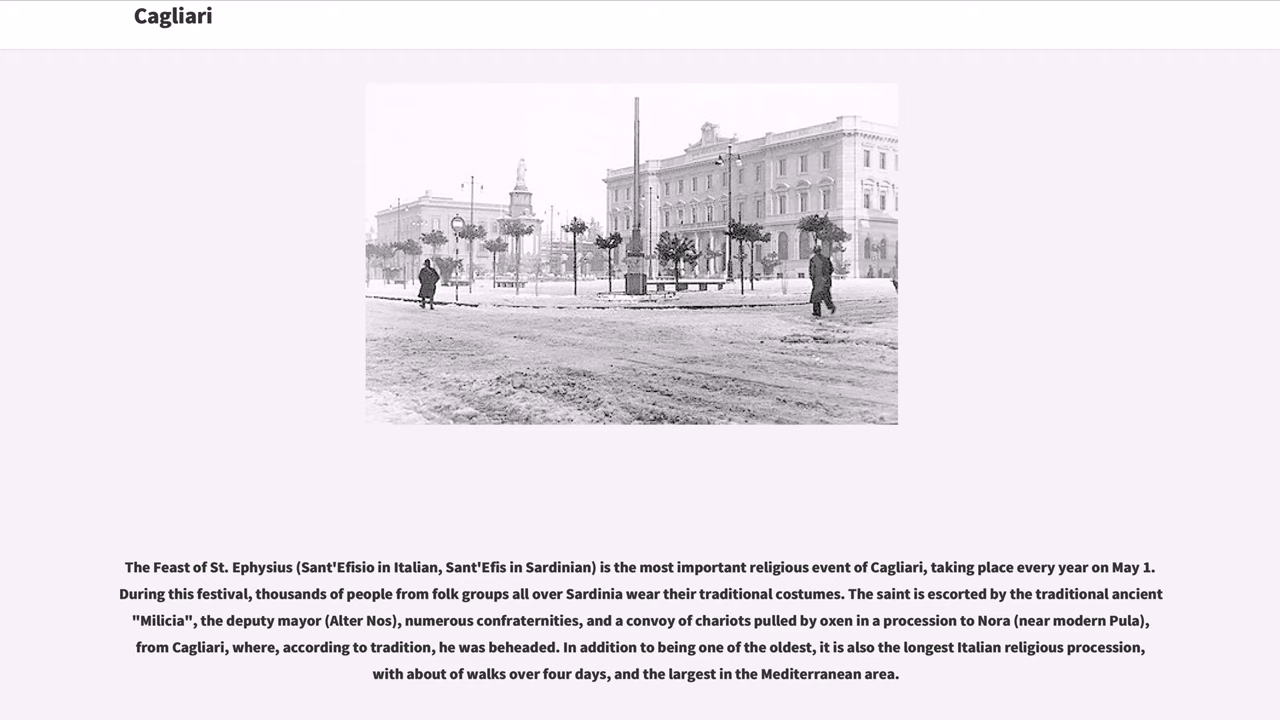 Cagliari
The Feast of St. Ephysius (Sant'Efisio in Italian, Sant'Efis in Sardinian) is the most important religious event of Cagliari, taking place every year on May 1.
During this festival, thousands of people from folk groups all over Sardinia wear their traditional costumes. The saint is escorted by the traditional ancient
"Milicia", the deputy mayor (Alter Nos), numerous confraternities, and a convoy of chariots pulled by oxen in a procession to Nora (near modern Pula),
from Cagliari, where, according to tradition, he was beheaded. In addition to being one of the oldest, it is also the longest Italian religious procession,
with about of walks over four days, and the largest in the Mediterranean area.